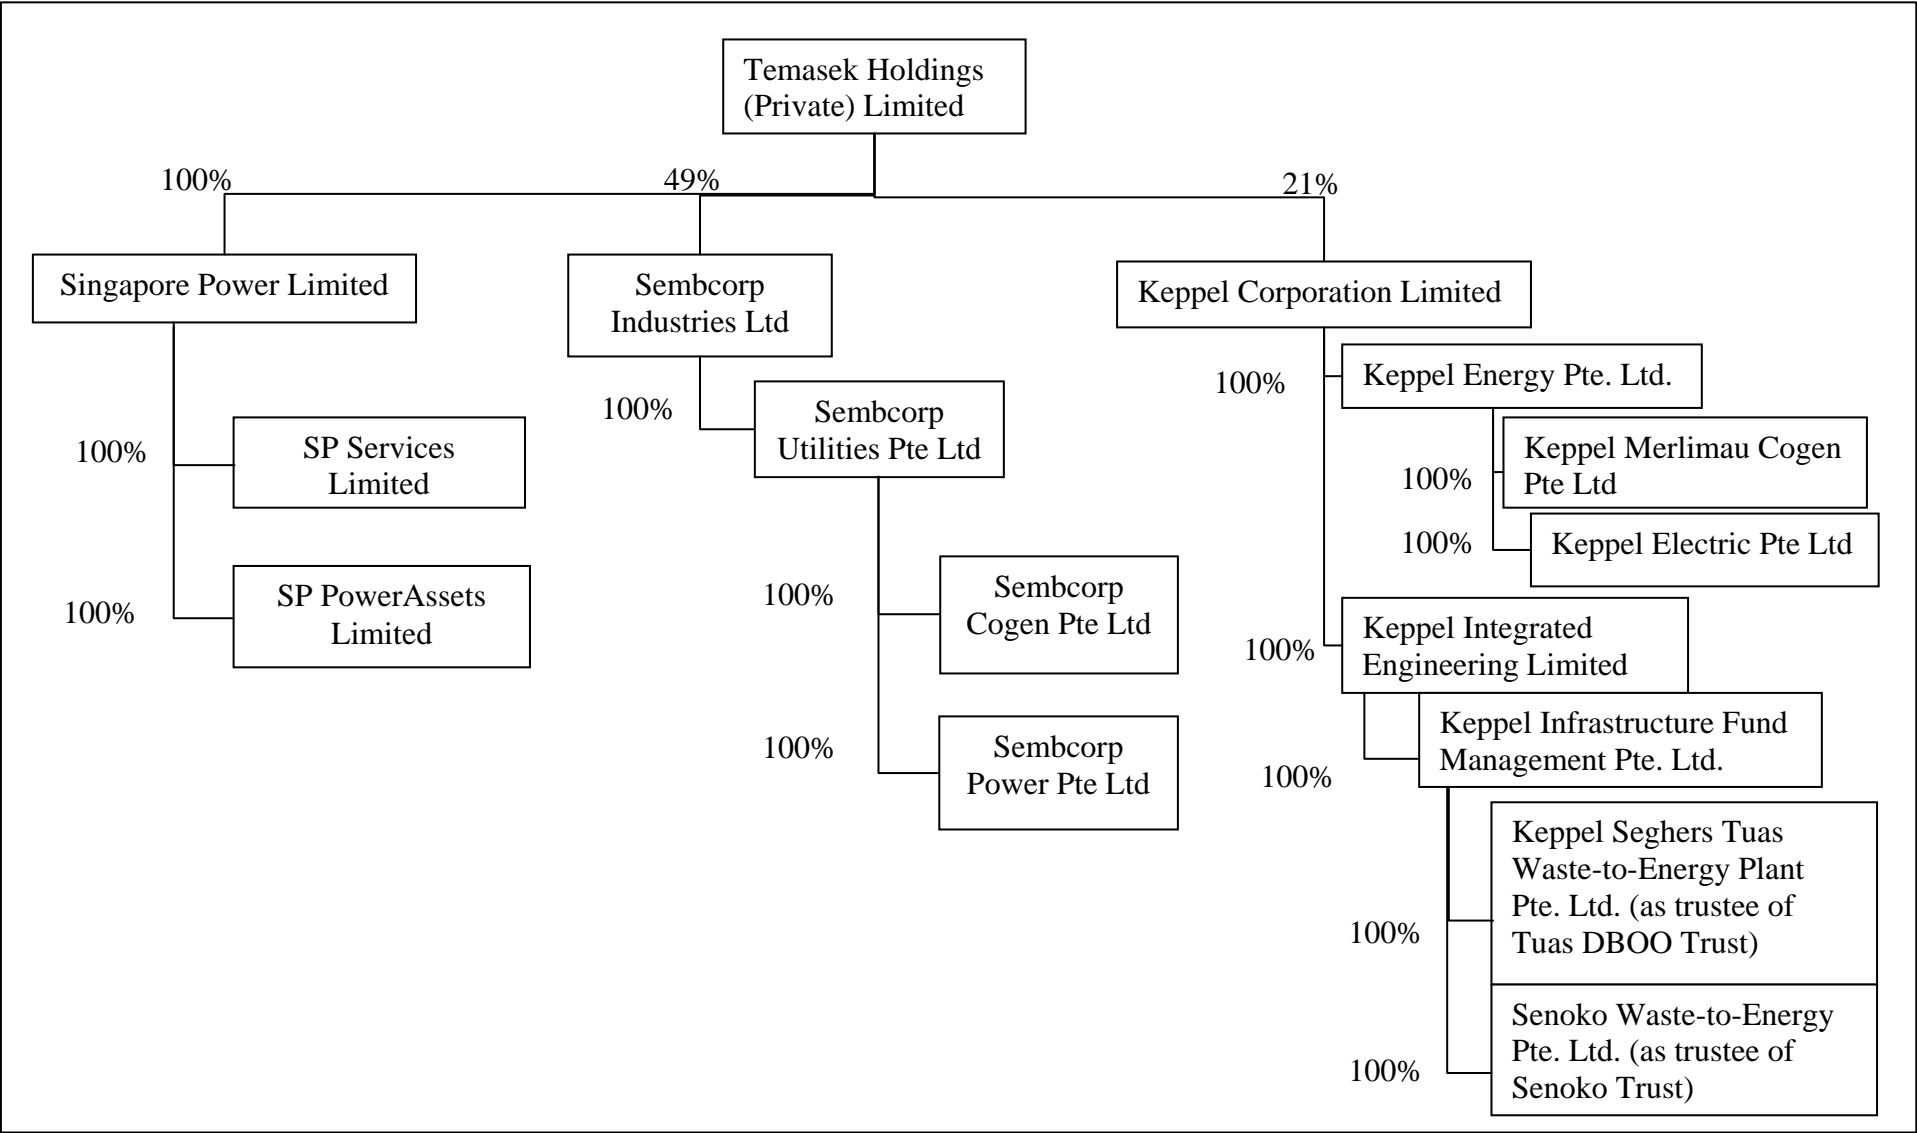 Temasek Holdings
(Private) Limited
100%
49%
21%
Singapore Power Limited
Sembcorp
Industries Ltd
Keppel Corporation Limited
100%
SP Services
Limited
100%
SP PowerAssets
Limited
100%
Sembcorp
Utilities Pte Ltd
100%
Sembcorp
Cogen Pte Ltd
100%
Sembcorp
Power Pte Ltd
100%
Keppel Energy Pte. Ltd.
100%
Keppel Merlimau Cogen
Pte Ltd
100%
Keppel Electric Pte Ltd
100%
Keppel Integrated
Engineering Limited
100%
Keppel Infrastructure Fund
Management Pte. Ltd.
100%
Keppel Seghers Tuas
Waste-to-Energy Plant
Pte. Ltd. (as trustee of
Tuas DBOO Trust)
100%
Senoko Waste-to-Energy
Pte. Ltd. (as trustee of
Senoko Trust)